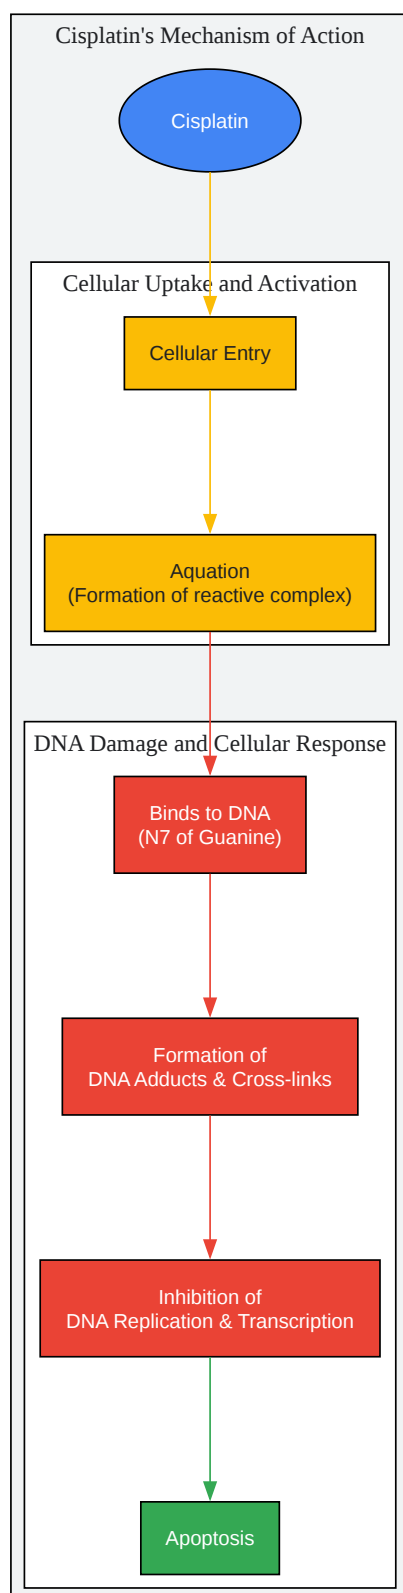 Cisplatin's Mechanism of Action
Cisplatin
Cellular Uptake and Activation
Cellular Entry
Aquation
(Formation of reactive complex)
DNA Damage and Cellular Response
Binds to DNA
(N7 of Guanine)
Formation of
DNA Adducts & Cross-links
Inhibition of
DNA Replication & Transcription
Apoptosis